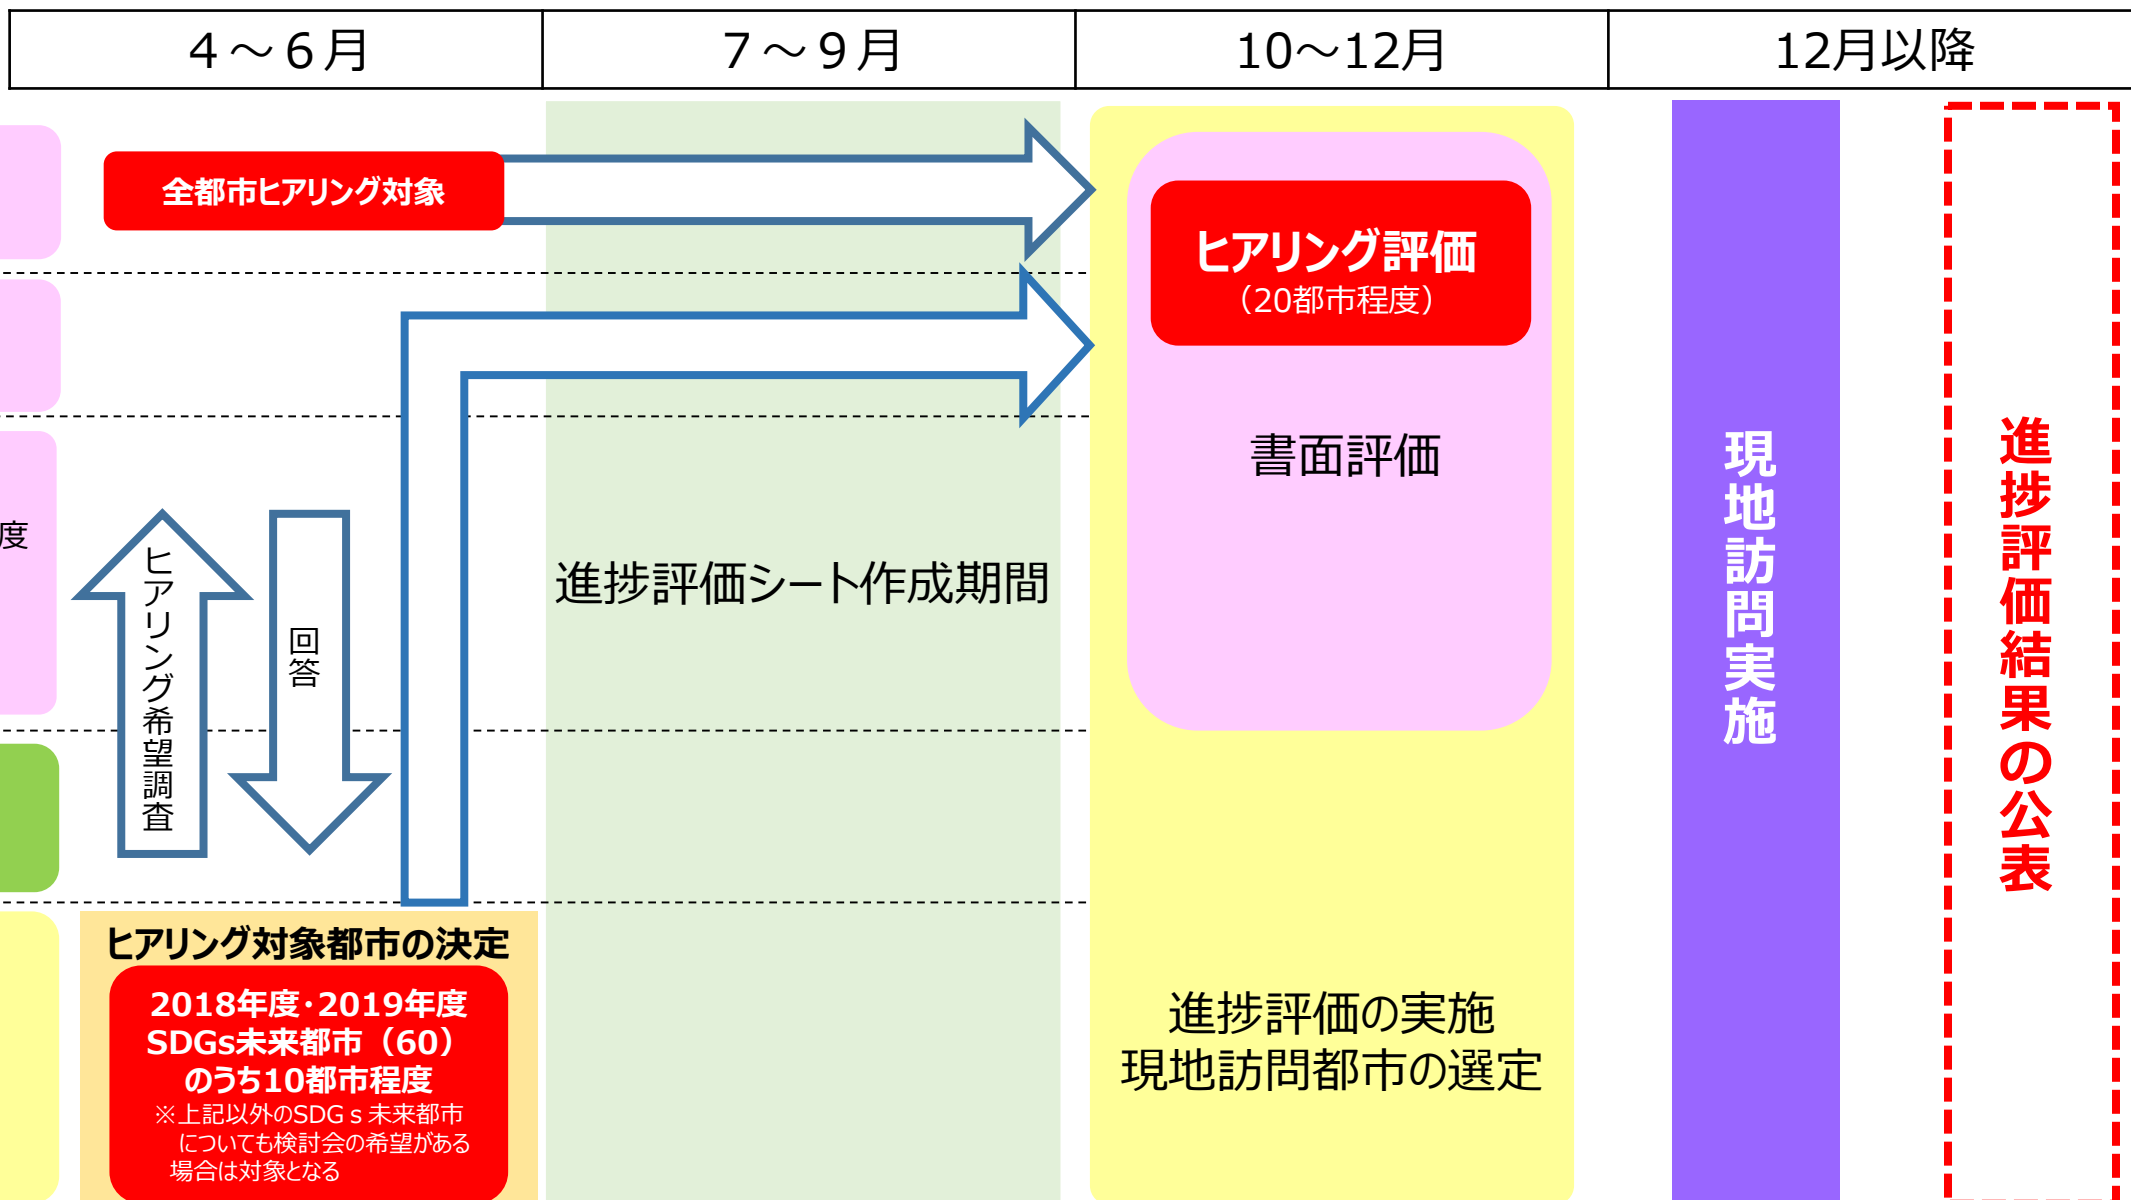 4～6月
7～9月
10～12月
12月以降
全都市ヒアリング対象
ヒアリング評価
（20都市程度）
書面評価
度
ヒアリング希望調査
回答
進捗評価シート作成期間
現地訪問実施
進捗評価結果の公表
ヒアリング対象都市の決定
2018年度・2019年度
SDGs未来都市（60）
のうち10都市程度
※上記以外のSDGｓ未来都市
についても検討会の希望がある
場合は対象となる
進捗評価の実施
現地訪問都市の選定